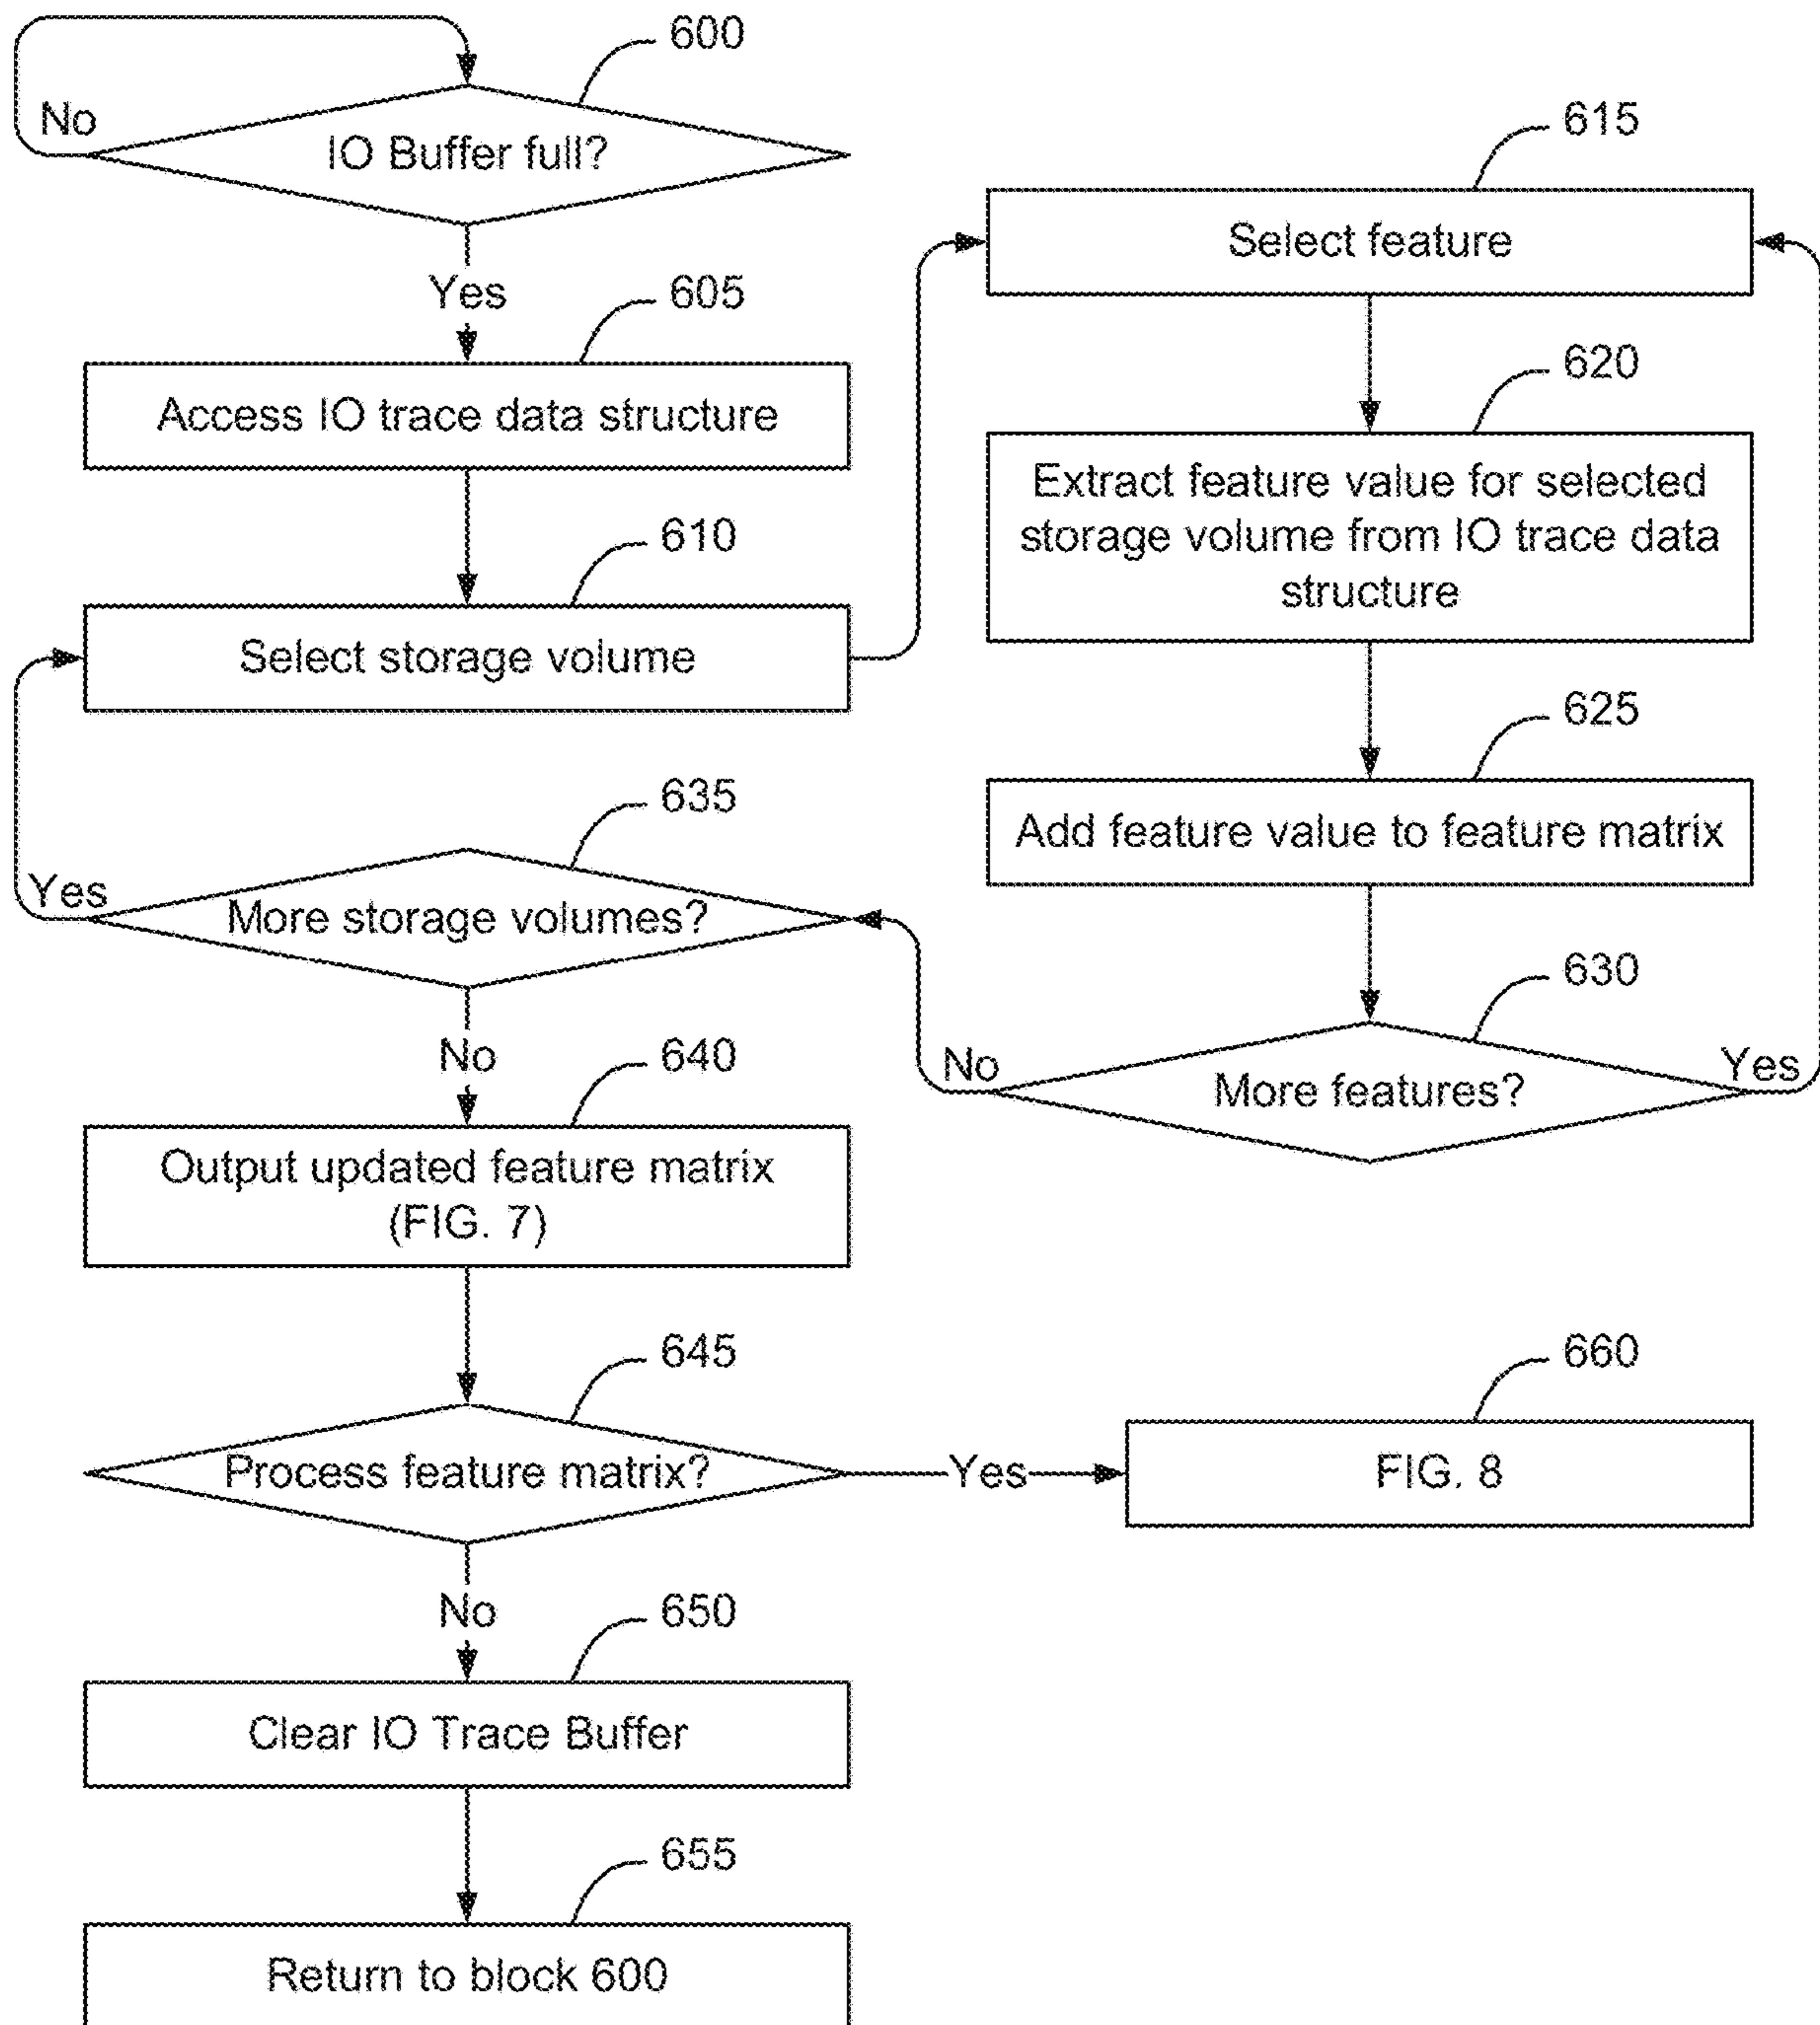 600
No
IO Buffer full?
Yes
605
Access IO trace data structure
610
Select storage volume
615
Select feature
620
Extract feature value for selected
storage volume from IO trace data
structure
625
Add feature value to feature matrix
630
More features?
Yes
No
635
More storage volumes?
Yes
No
640
Output updated feature matrix
(FIG. 7)
645
Process feature matrix?
Yes
660
FIG. 8
No
650
Clear IO Trace Buffer
655
Return to block 600